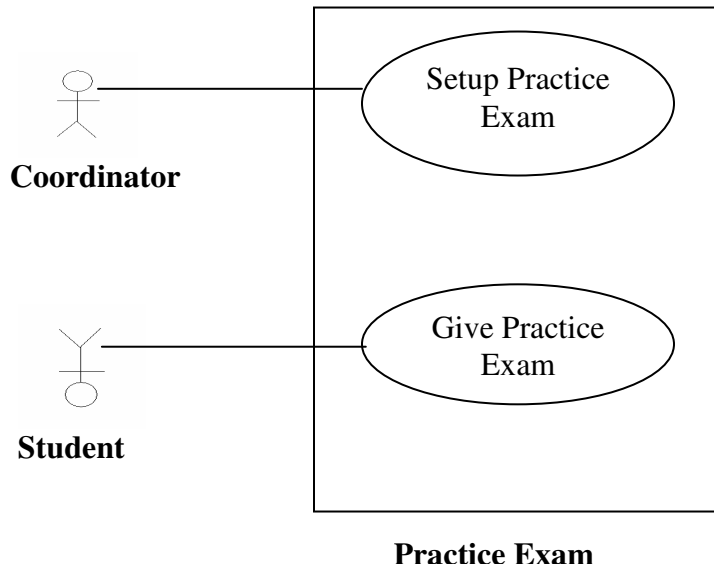 Setup Practice
Exam
Coordinator
Give Practice
Exam
Student
Practice Exam